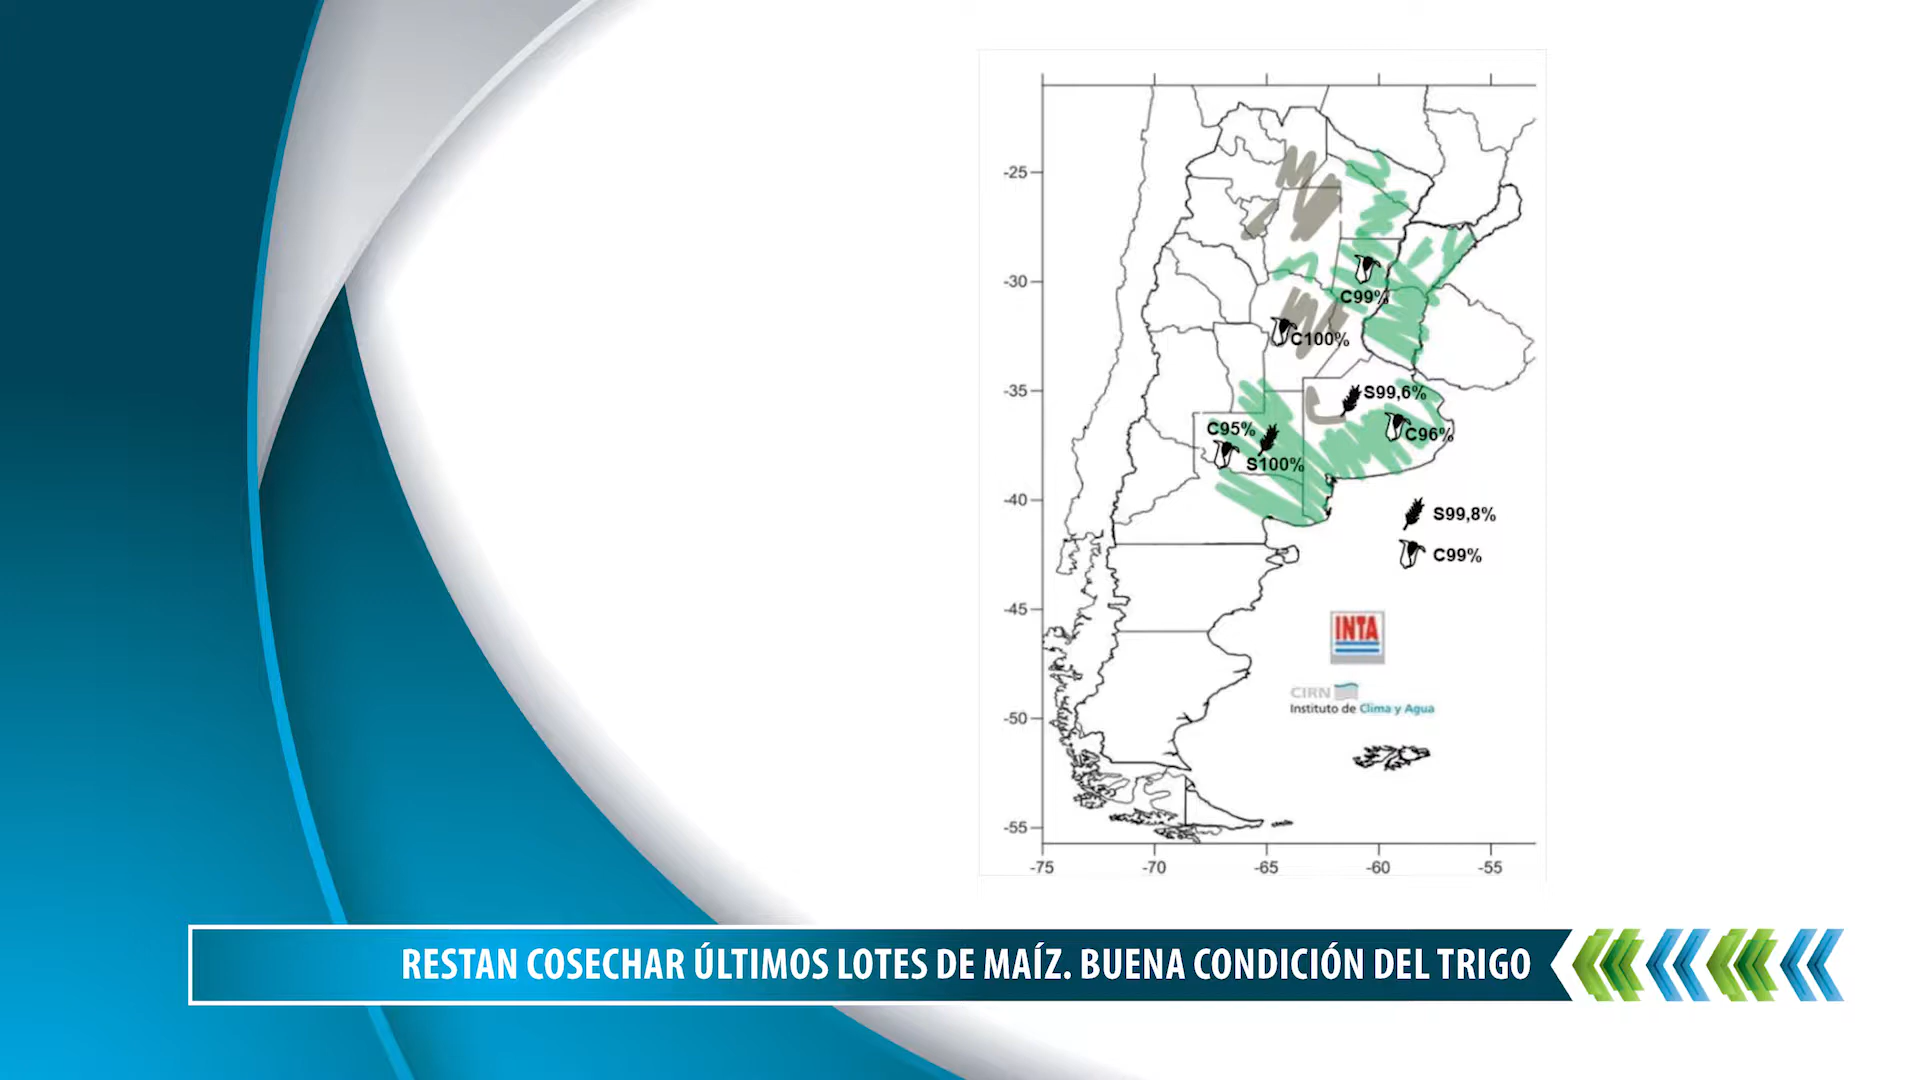 -25
-30
-35
-40
-45
-50
-55
-75
-70
-65
-60
-55
C99%
C100%
S99,6%
C95%
C96%
S100%
S99,8%
C99%
INTA
CIRN
Instituto de Clima y Agua
RESTAN COSECHAR ÚLTIMOS LOTES DE MAÍZ. BUENA CONDICIÓN DEL TRIGO